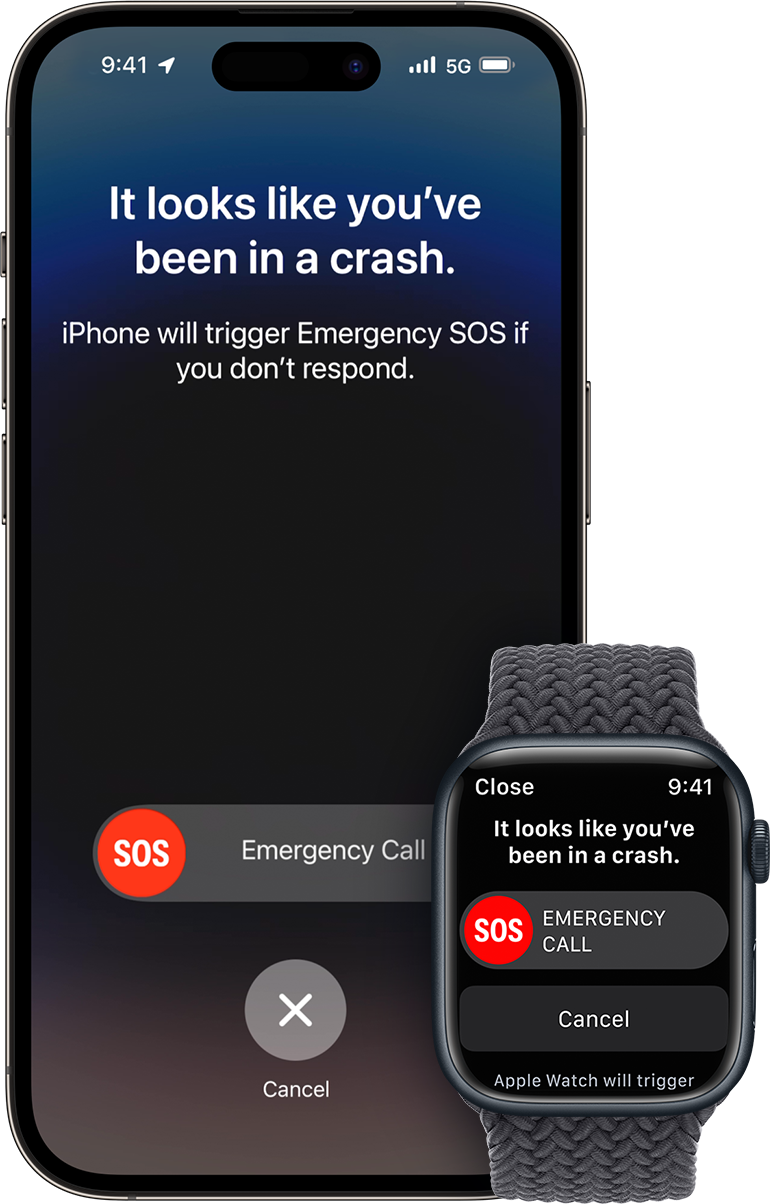 9:41
5G
It looks like you’ve
been in a crash.
iPhone will trigger Emergency SOS if
you don’t respond.
SOS
Emergency Call
Cancel
Close
9:41
It looks like you’ve
been in a crash.
SOS
EMERGENCY
CALL
Cancel
Apple Watch will trigger